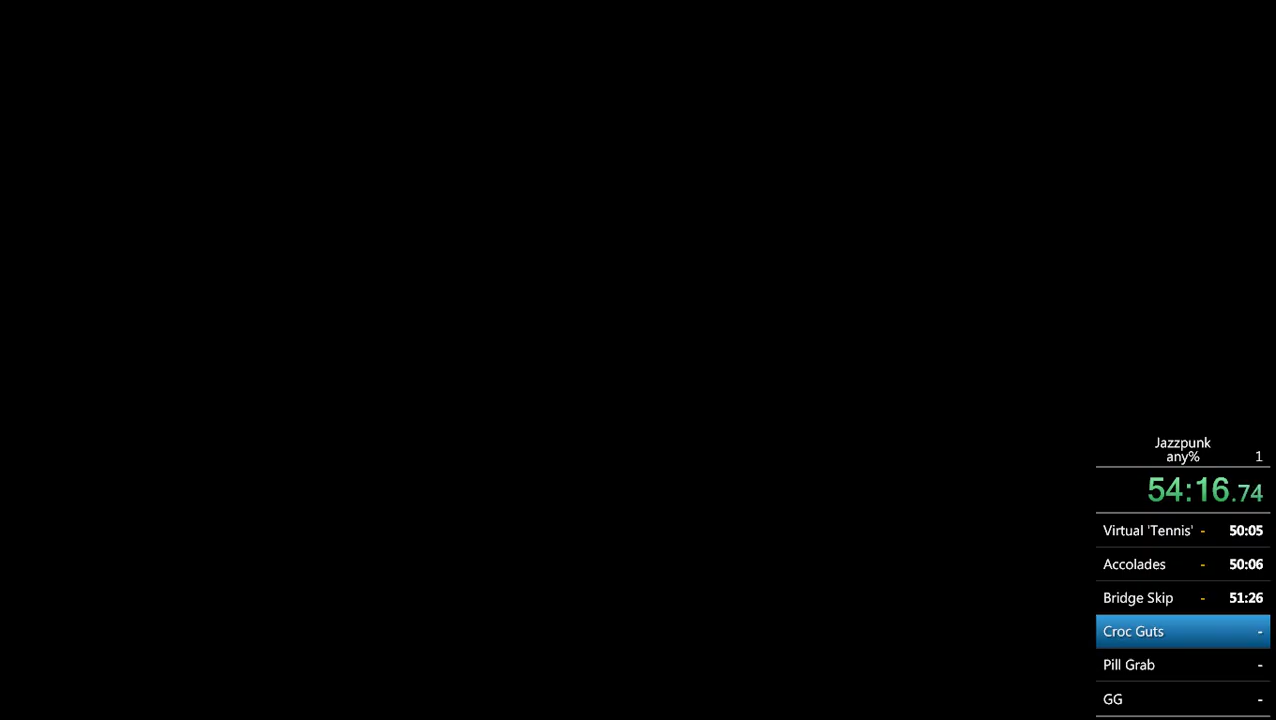 Jazzpunk
any% 1
54:16.74
Virtual 'Tennis' - 50:05
Accolades - 50:06
Bridge Skip - 51:26
Croc Guts -
Pill Grab -
GG -